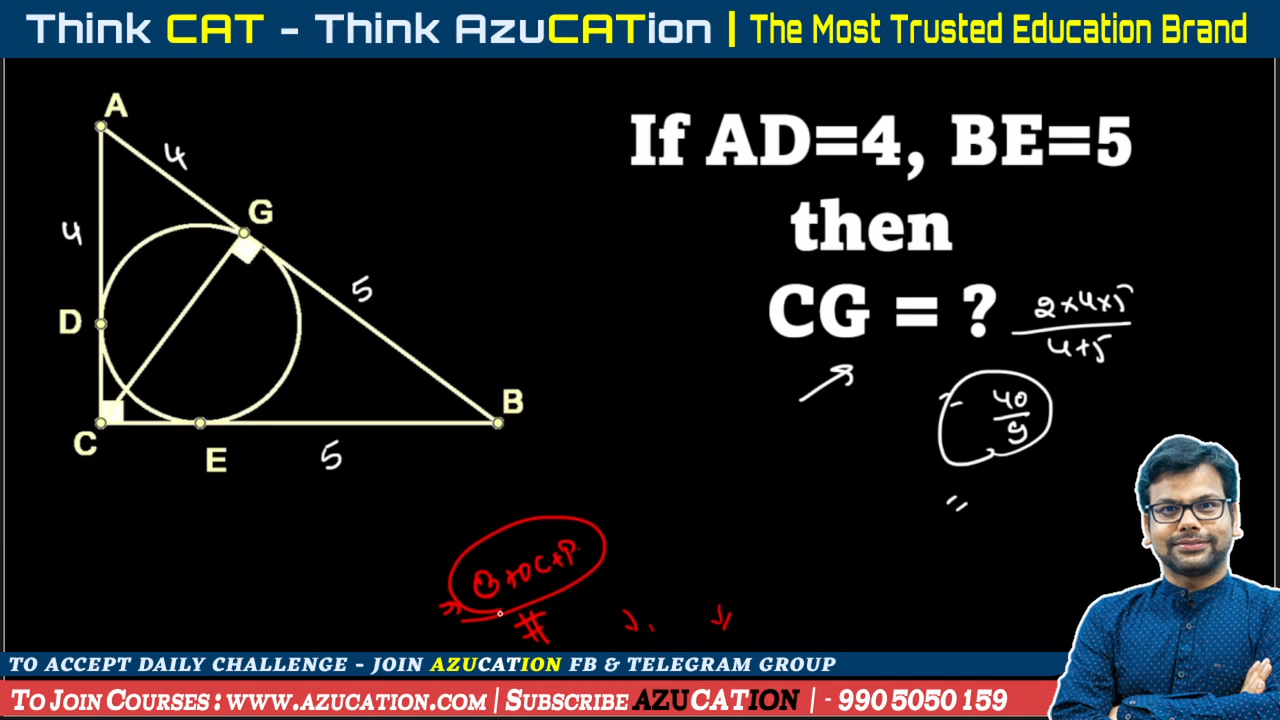 Think CAT - Think AzuCATion | The Most Trusted Education Brand
A
4
4
G
5
D
B
C
E
5
If AD=4, BE=5
then
CG = ?
2×4×5
4+5
= 40
9
=
TO ACCEPT DAILY CHALLENGE - JOIN AZUCATION FB & TELEGRAM GROUP
TO JOIN COURSES : WWW.AZUCATION.COM | SUBSCRIBE AZUCATION | - 990 5050 159